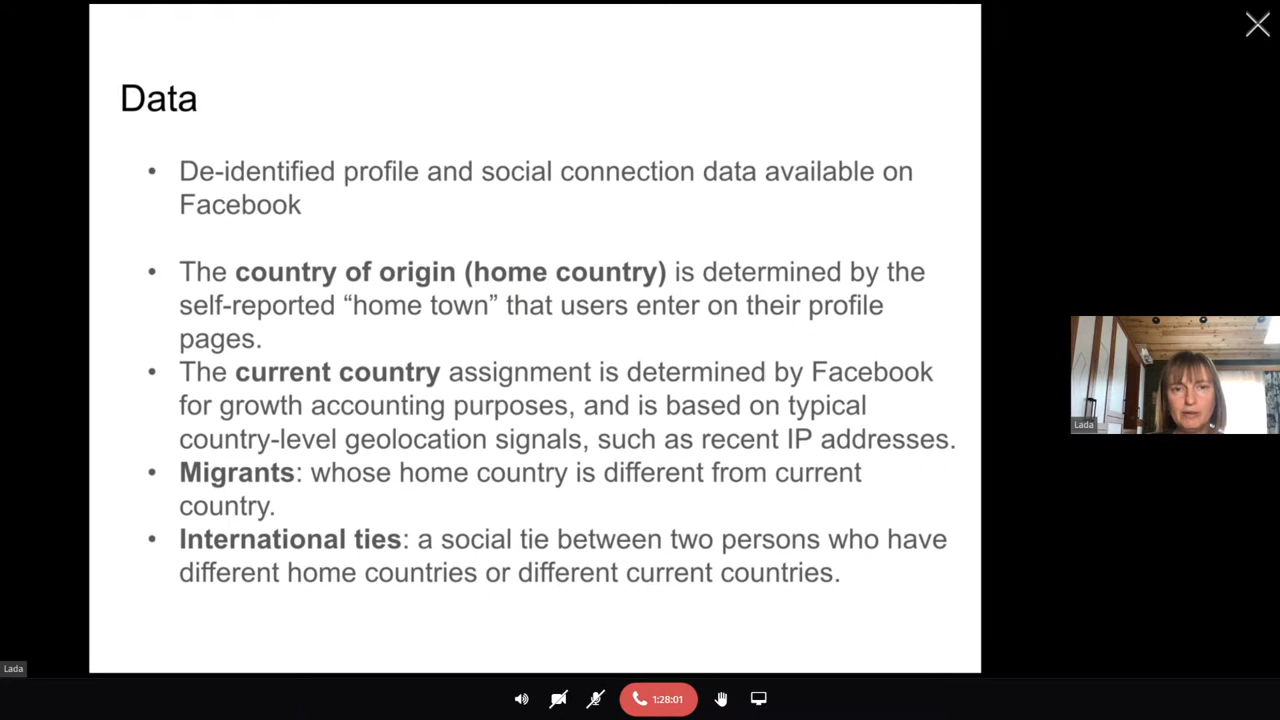 Data
• De-identified profile and social connection data available on
Facebook
• The country of origin (home country) is determined by the
self-reported “home town” that users enter on their profile
pages.
• The current country assignment is determined by Facebook
for growth accounting purposes, and is based on typical
country-level geolocation signals, such as recent IP addresses.
• Migrants: whose home country is different from current
country.
• International ties: a social tie between two persons who have
different home countries or different current countries.
Lada
Lada
1:28:01